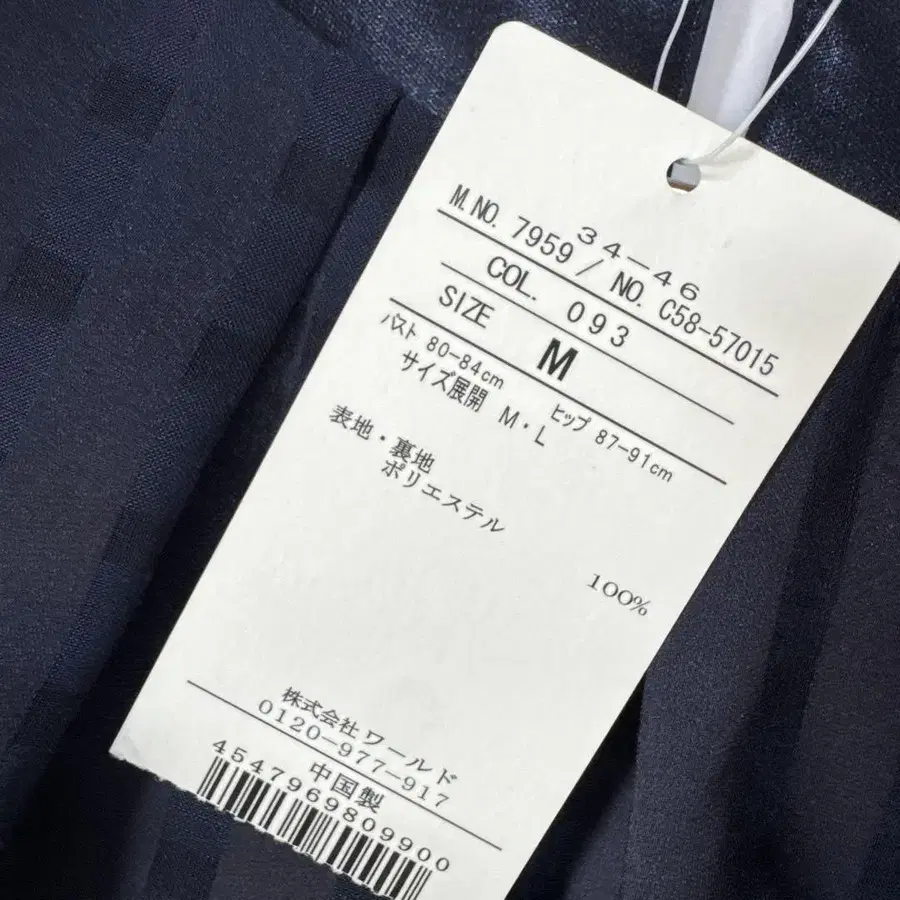 34-46
M.NO. 7959 / NO. C58-57015
COL. 093
SIZE M
バスト 80-84cm ヒップ 87-91cm
サイズ展開 M・L
表地・裏地
ポリエステル 100%
株式会社ワールド
0120-977-917
中国製
4547969809900